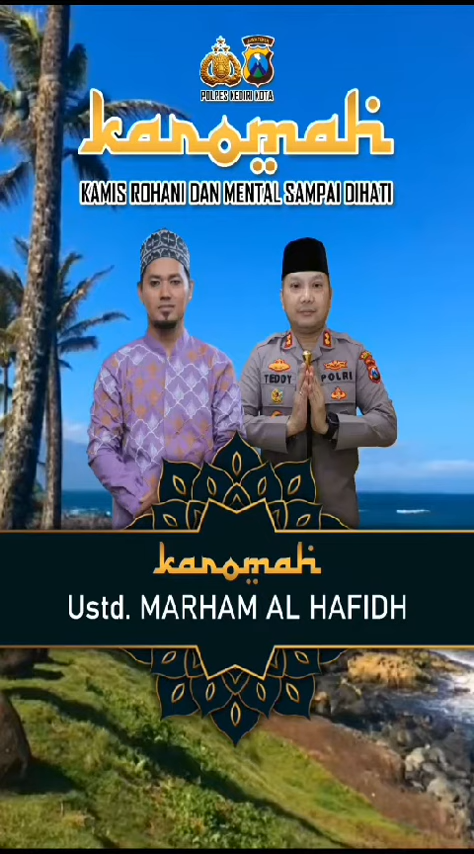 POLRES KEDIRI KOTA
karomah
KAMIS ROHANI DAN MENTAL SAMPAI DIHATI
TEDDY POLRI
karomah
Ustd. MARHAM AL HAFIDH